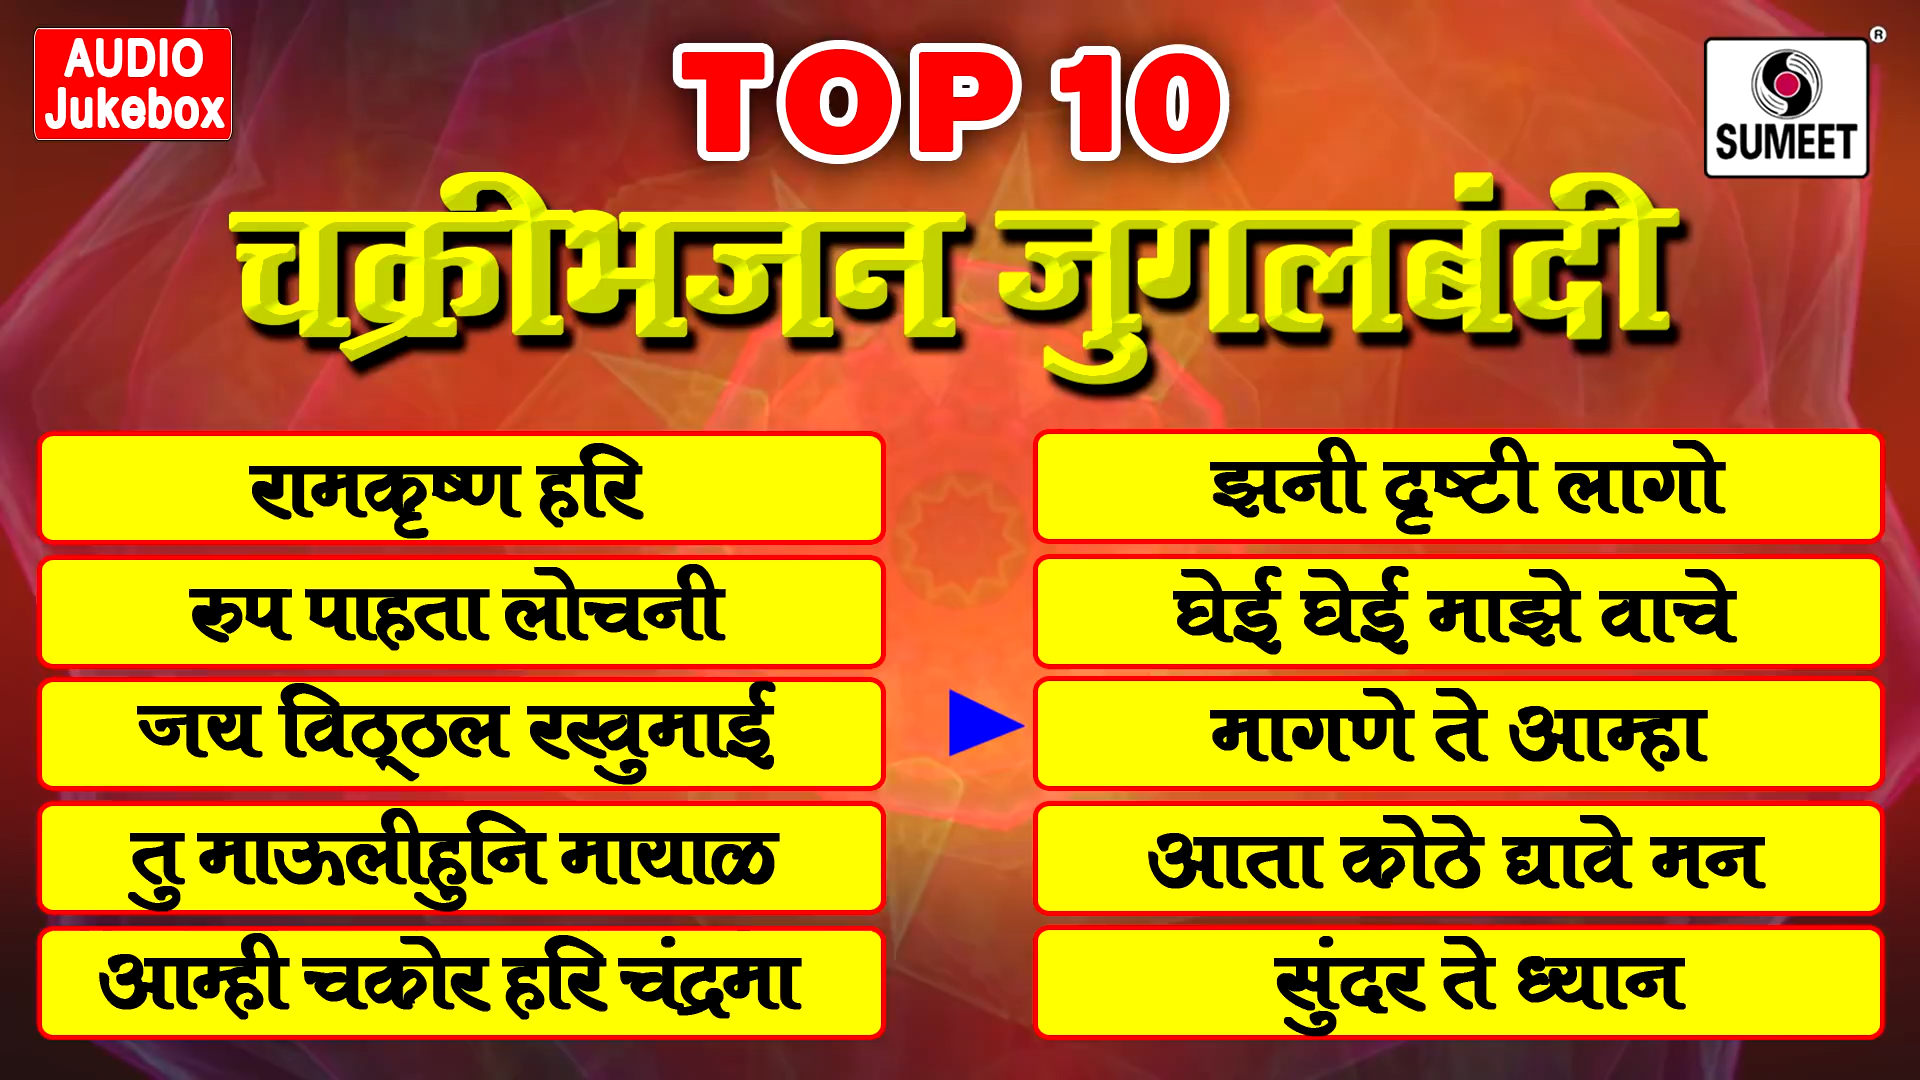 AUDIO
Jukebox
TOP 10
®
SUMEET
चक्रीभजन जुगलबंदी
रामकृष्ण हरि
रुप पाहता लोचनी
जय विठ्ठल रखुमाई
तु माऊलीहुनि मायाळ
आम्ही चकोर हरि चंद्रमा
झनी दृष्टी लागो
घेई घेई माझे वाचे
मागणे ते आम्हा
आता कोठे द्यावे मन
सुंदर ते ध्यान